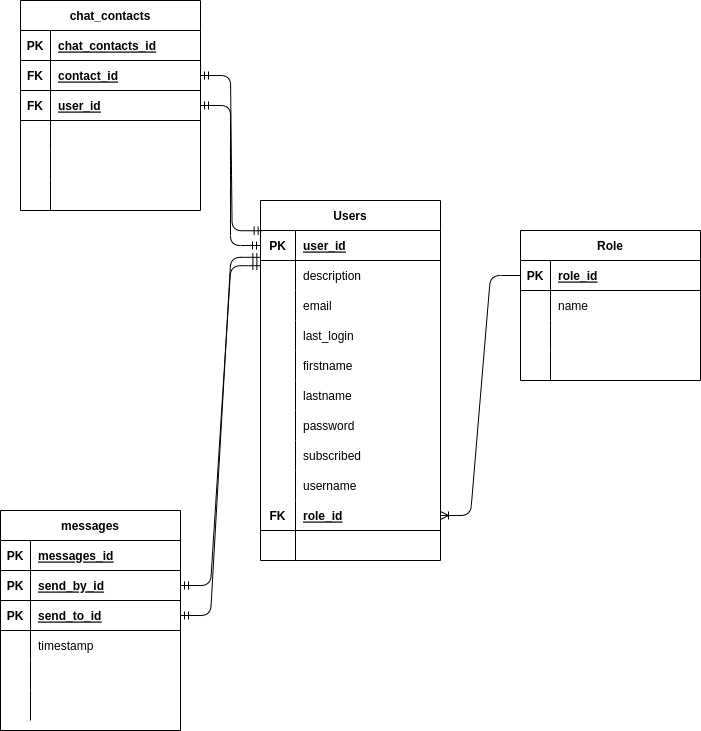 chat_contacts
PK chat_contacts_id
FK contact_id
FK user_id
Users
PK user_id
description
email
last_login
firstname
lastname
password
subscribed
username
FK role_id
Role
PK role_id
name
messages
PK messages_id
PK send_by_id
PK send_to_id
timestamp